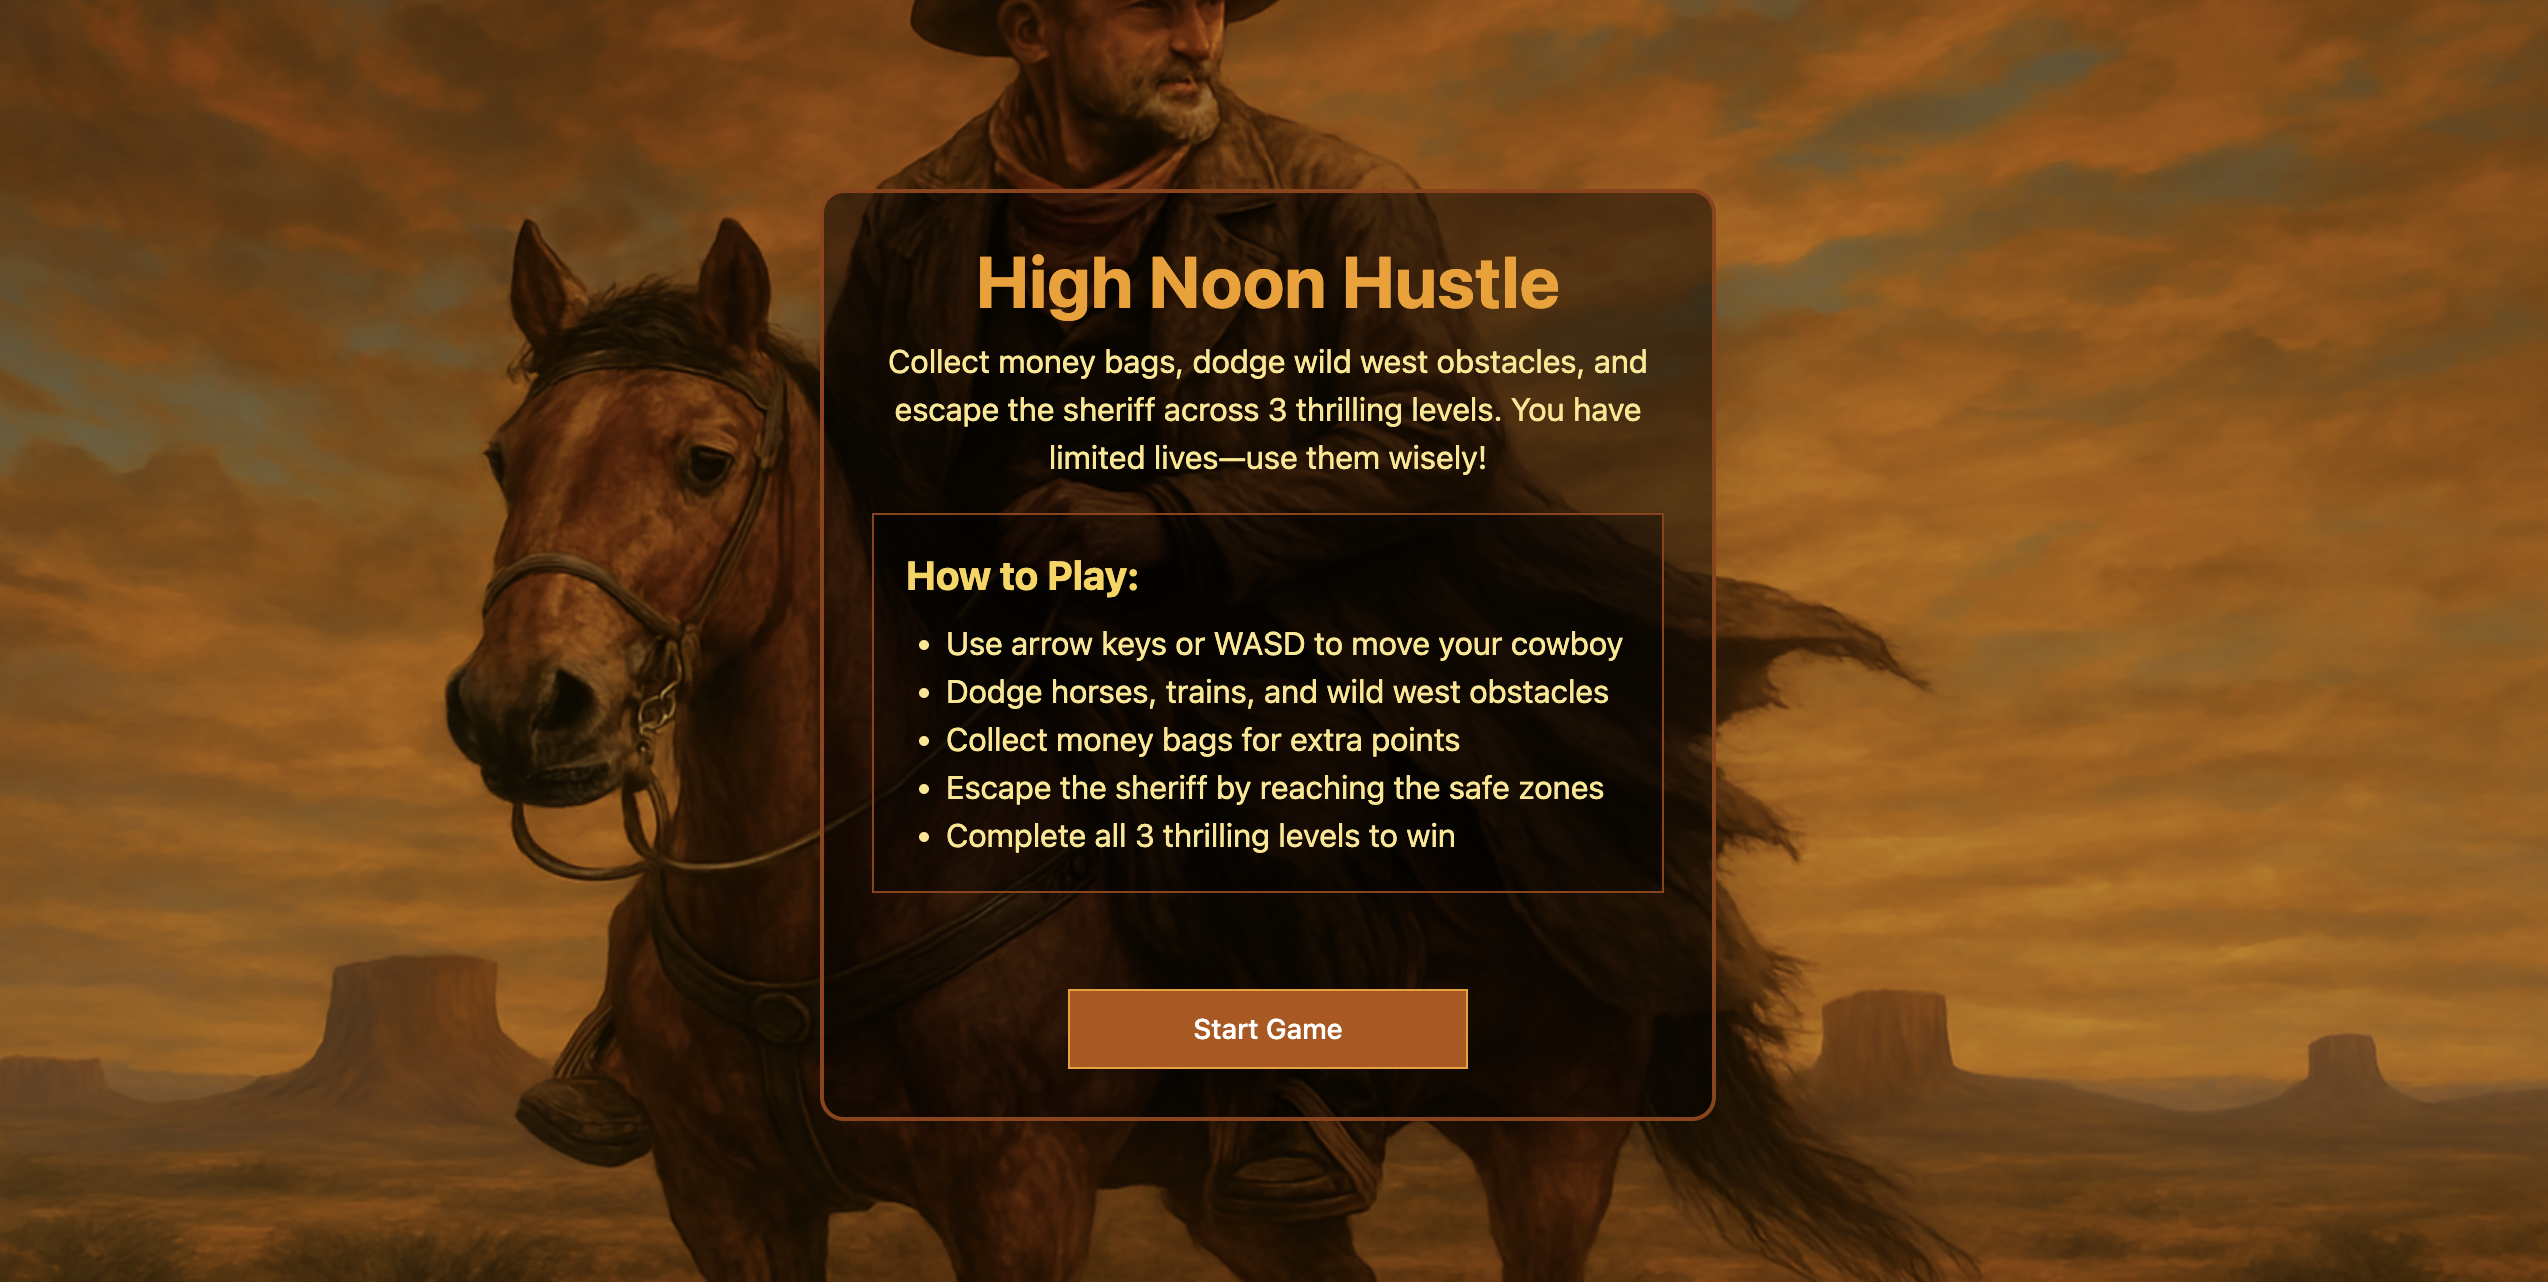 High Noon Hustle
Collect money bags, dodge wild west obstacles, and
escape the sheriff across 3 thrilling levels. You have
limited lives—use them wisely!
How to Play:
• Use arrow keys or WASD to move your cowboy
• Dodge horses, trains, and wild west obstacles
• Collect money bags for extra points
• Escape the sheriff by reaching the safe zones
• Complete all 3 thrilling levels to win
Start Game